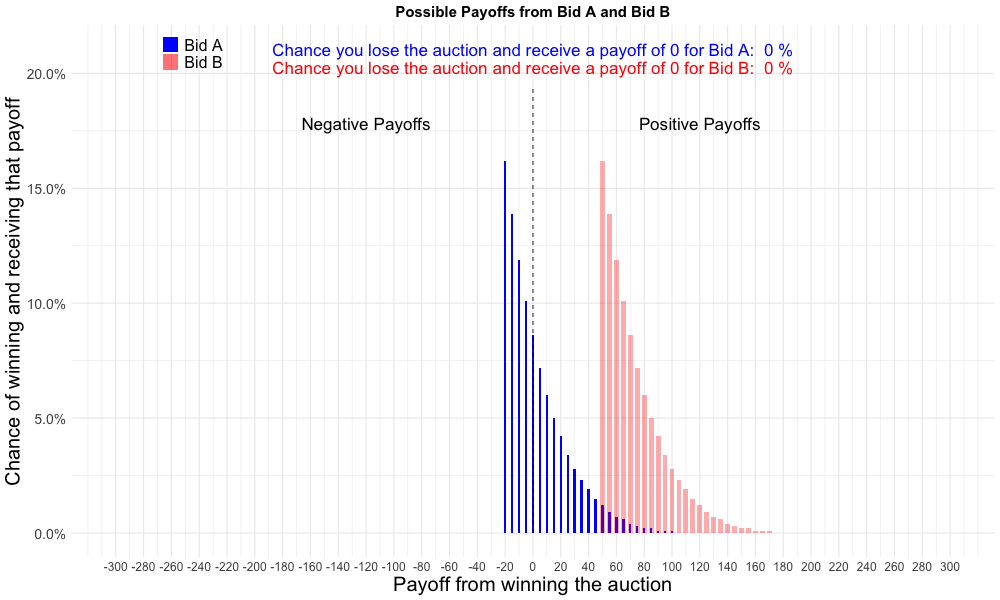 Possible Payoffs from Bid A and Bid B
Bid A
Bid B
Chance you lose the auction and receive a payoff of 0 for Bid A:  0 %
Chance you lose the auction and receive a payoff of 0 for Bid B:  0 %
Negative Payoffs
Positive Payoffs
Chance of winning and receiving that payoff
20.0%
15.0%
10.0%
5.0%
0.0%
-300 -280 -260 -240 -220 -200 -180 -160 -140 -120 -100 -80 -60 -40 -20 0 20 40 60 80 100 120 140 160 180 200 220 240 260 280 300
Payoff from winning the auction